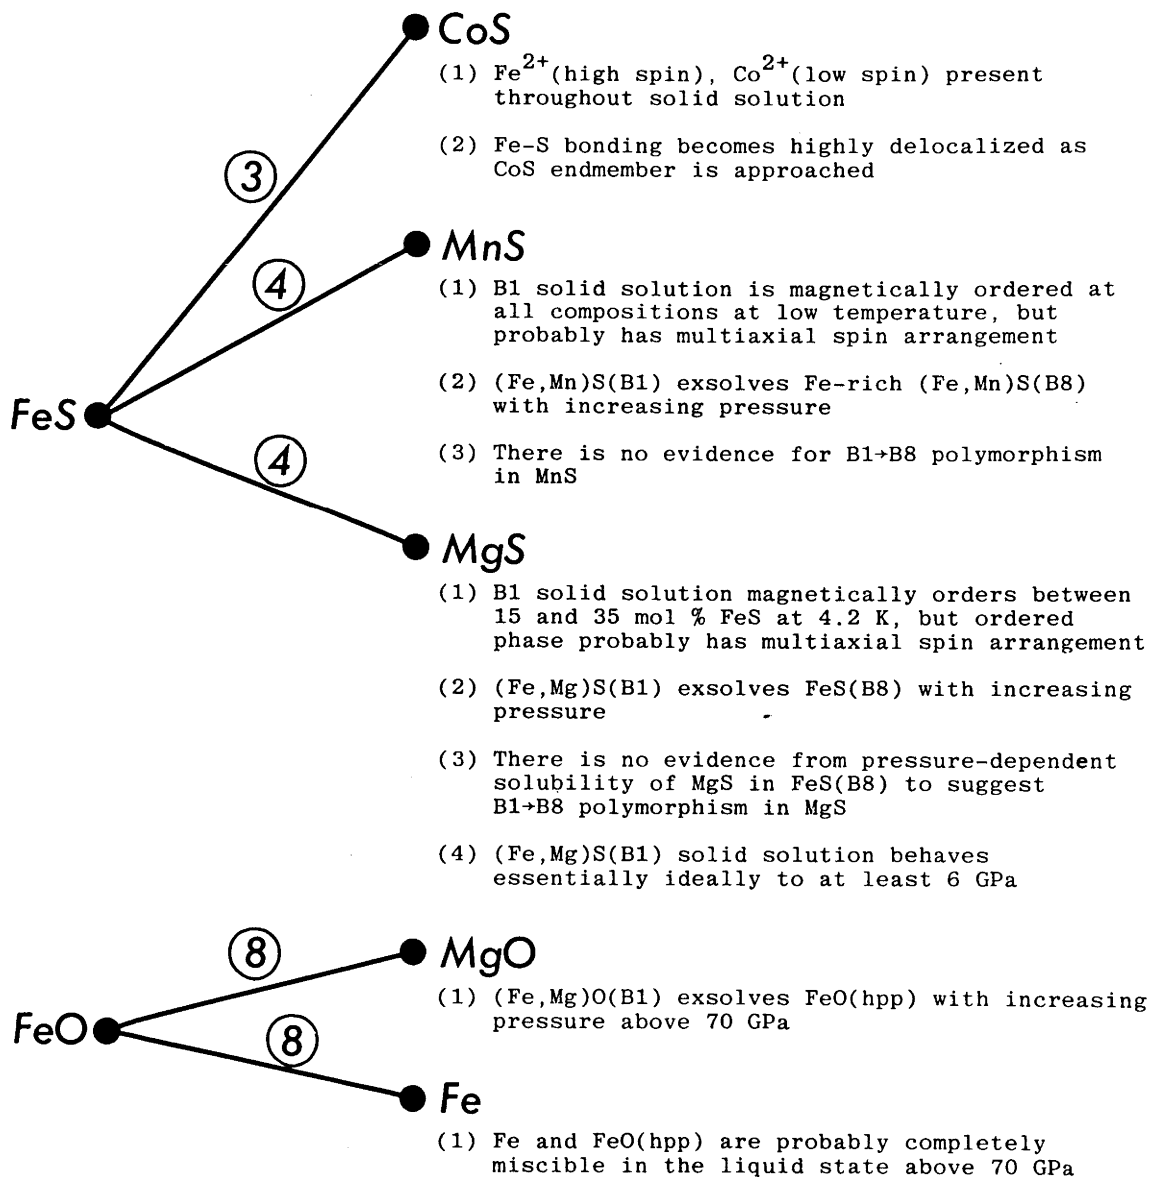 CoS
(1) Fe2+(high spin), Co2+(low spin) present
throughout solid solution
(2) Fe-S bonding becomes highly delocalized as
CoS endmember is approached
3
MnS
(1) B1 solid solution is magnetically ordered at
all compositions at low temperature, but
probably has multiaxial spin arrangement
(2) (Fe,Mn)S(B1) exsolves Fe-rich (Fe,Mn)S(B8)
with increasing pressure
(3) There is no evidence for B1→B8 polymorphism
in MnS
4
FeS
4
MgS
(1) B1 solid solution magnetically orders between
15 and 35 mol % FeS at 4.2 K, but ordered
phase probably has multiaxial spin arrangement
(2) (Fe,Mg)S(B1) exsolves FeS(B8) with increasing
pressure
(3) There is no evidence from pressure-dependent
solubility of MgS in FeS(B8) to suggest
B1→B8 polymorphism in MgS
(4) (Fe,Mg)S(B1) solid solution behaves
essentially ideally to at least 6 GPa
8
MgO
(1) (Fe,Mg)O(B1) exsolves FeO(hpp) with increasing
pressure above 70 GPa
FeO
8
Fe
(1) Fe and FeO(hpp) are probably completely
miscible in the liquid state above 70 GPa